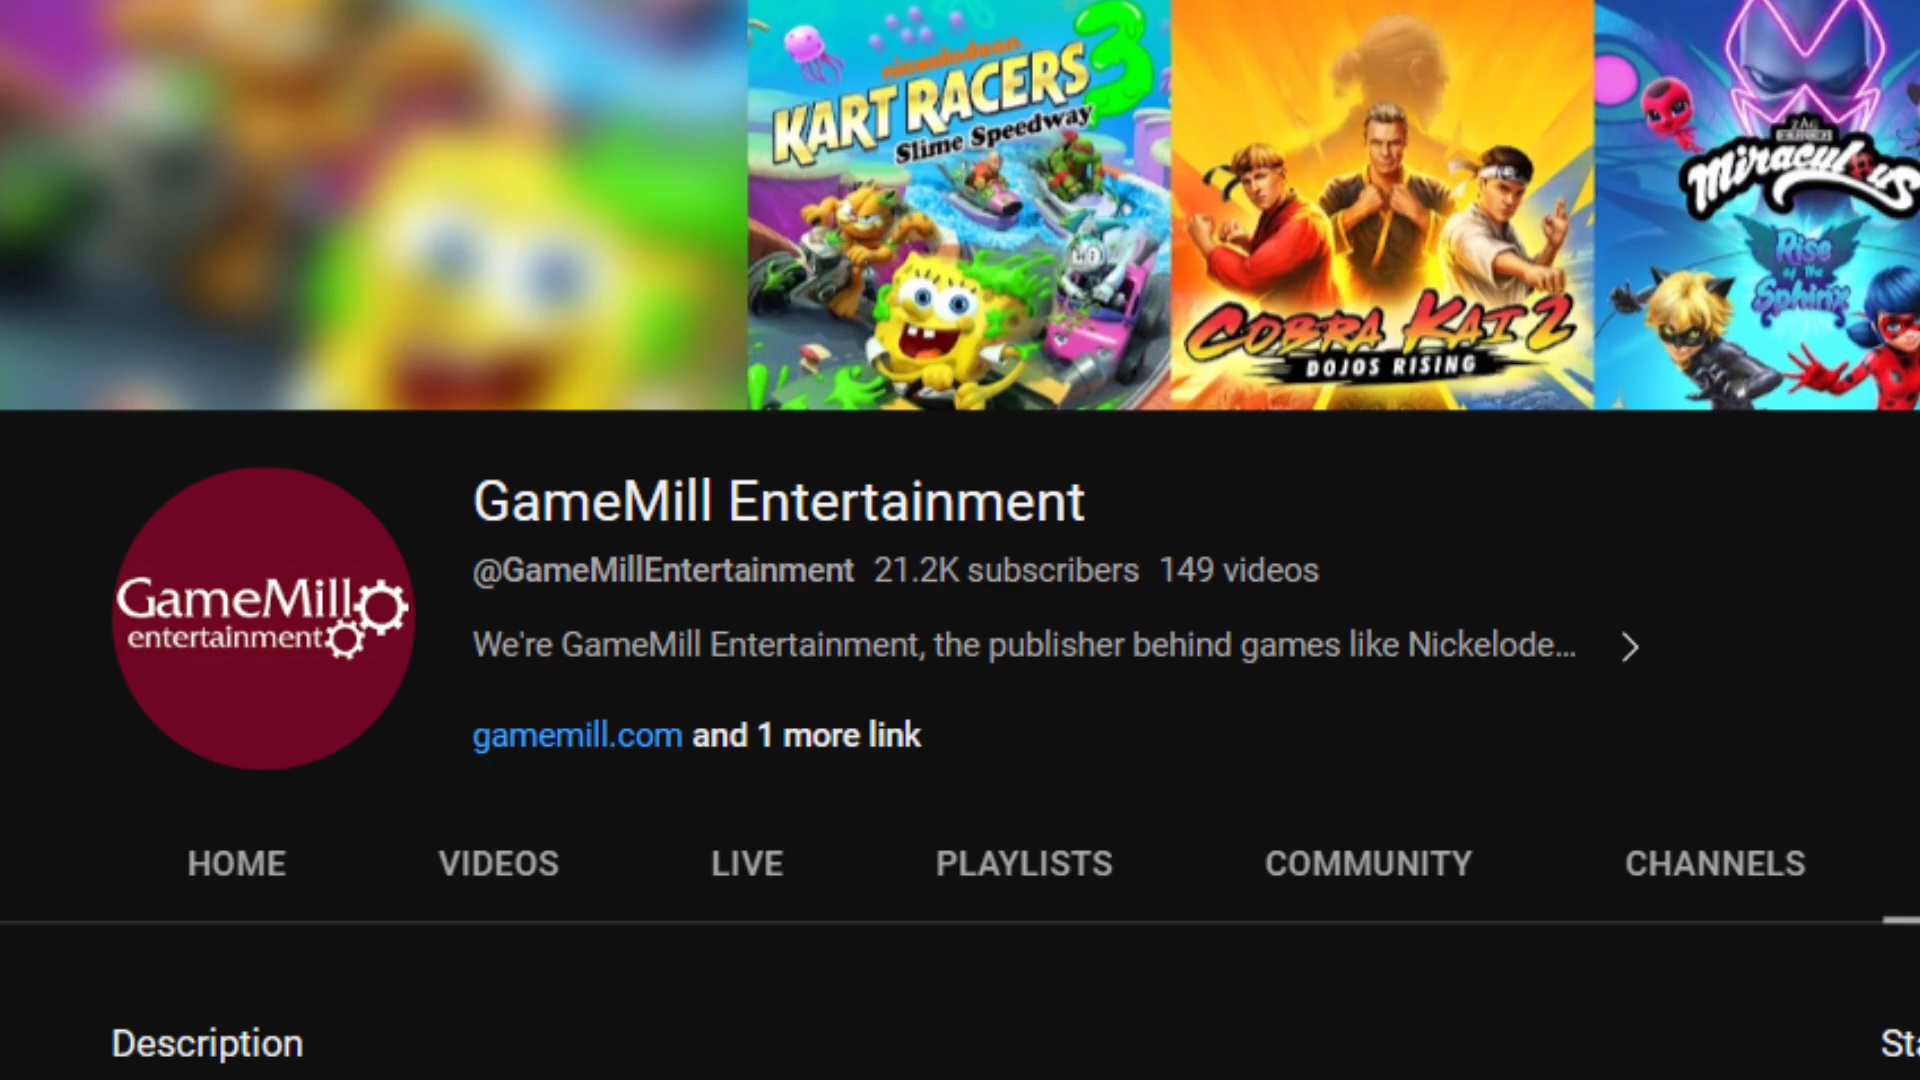 nickelodeon
KART RACERS 3
Slime Speedway
COBRA KAI 2
DOJOS RISING
ZAG
miraculous
Rise
of the
Sphinx
GameMill Entertainment
@GameMillEntertainment 21.2K subscribers 149 videos
We're GameMill Entertainment, the publisher behind games like Nickelode...
gamemill.com and 1 more link
GameMill
entertainment
HOME VIDEOS LIVE PLAYLISTS COMMUNITY CHANNELS
Description
Sta